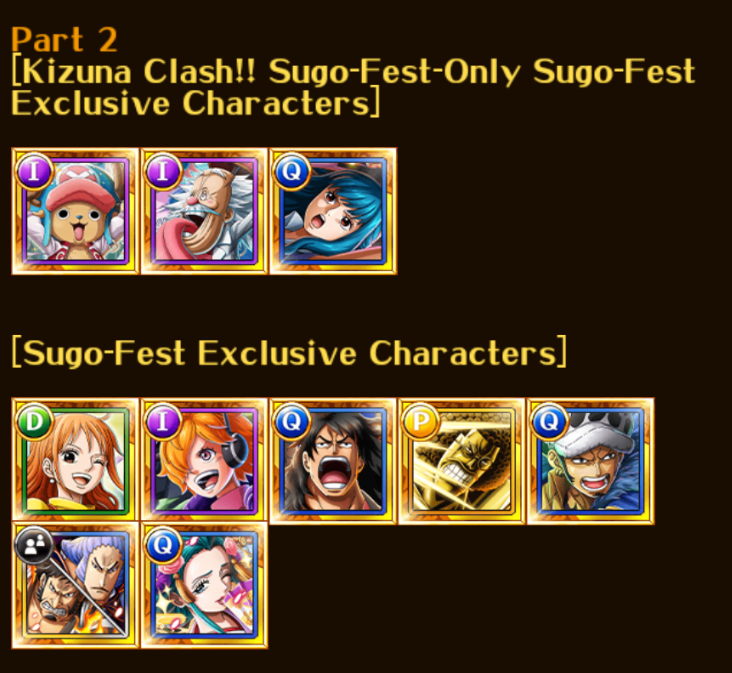 Part 2
[Kizuna Clash!! Sugo-Fest-Only Sugo-Fest
Exclusive Characters]
I I Q
[Sugo-Fest Exclusive Characters]
D I Q P Q
Q